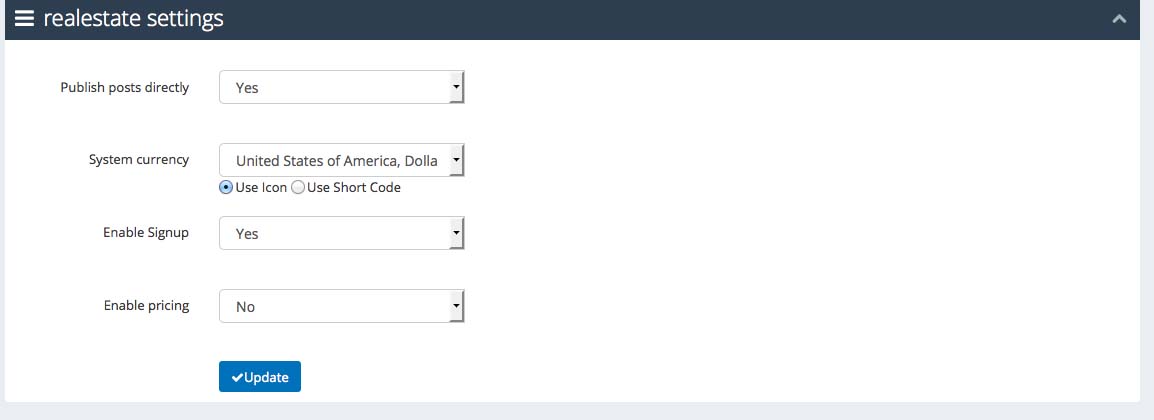 realestate settings
Publish posts directly Yes
System currency United States of America, Dolla
Use Icon Use Short Code
Enable Signup Yes
Enable pricing No
Update